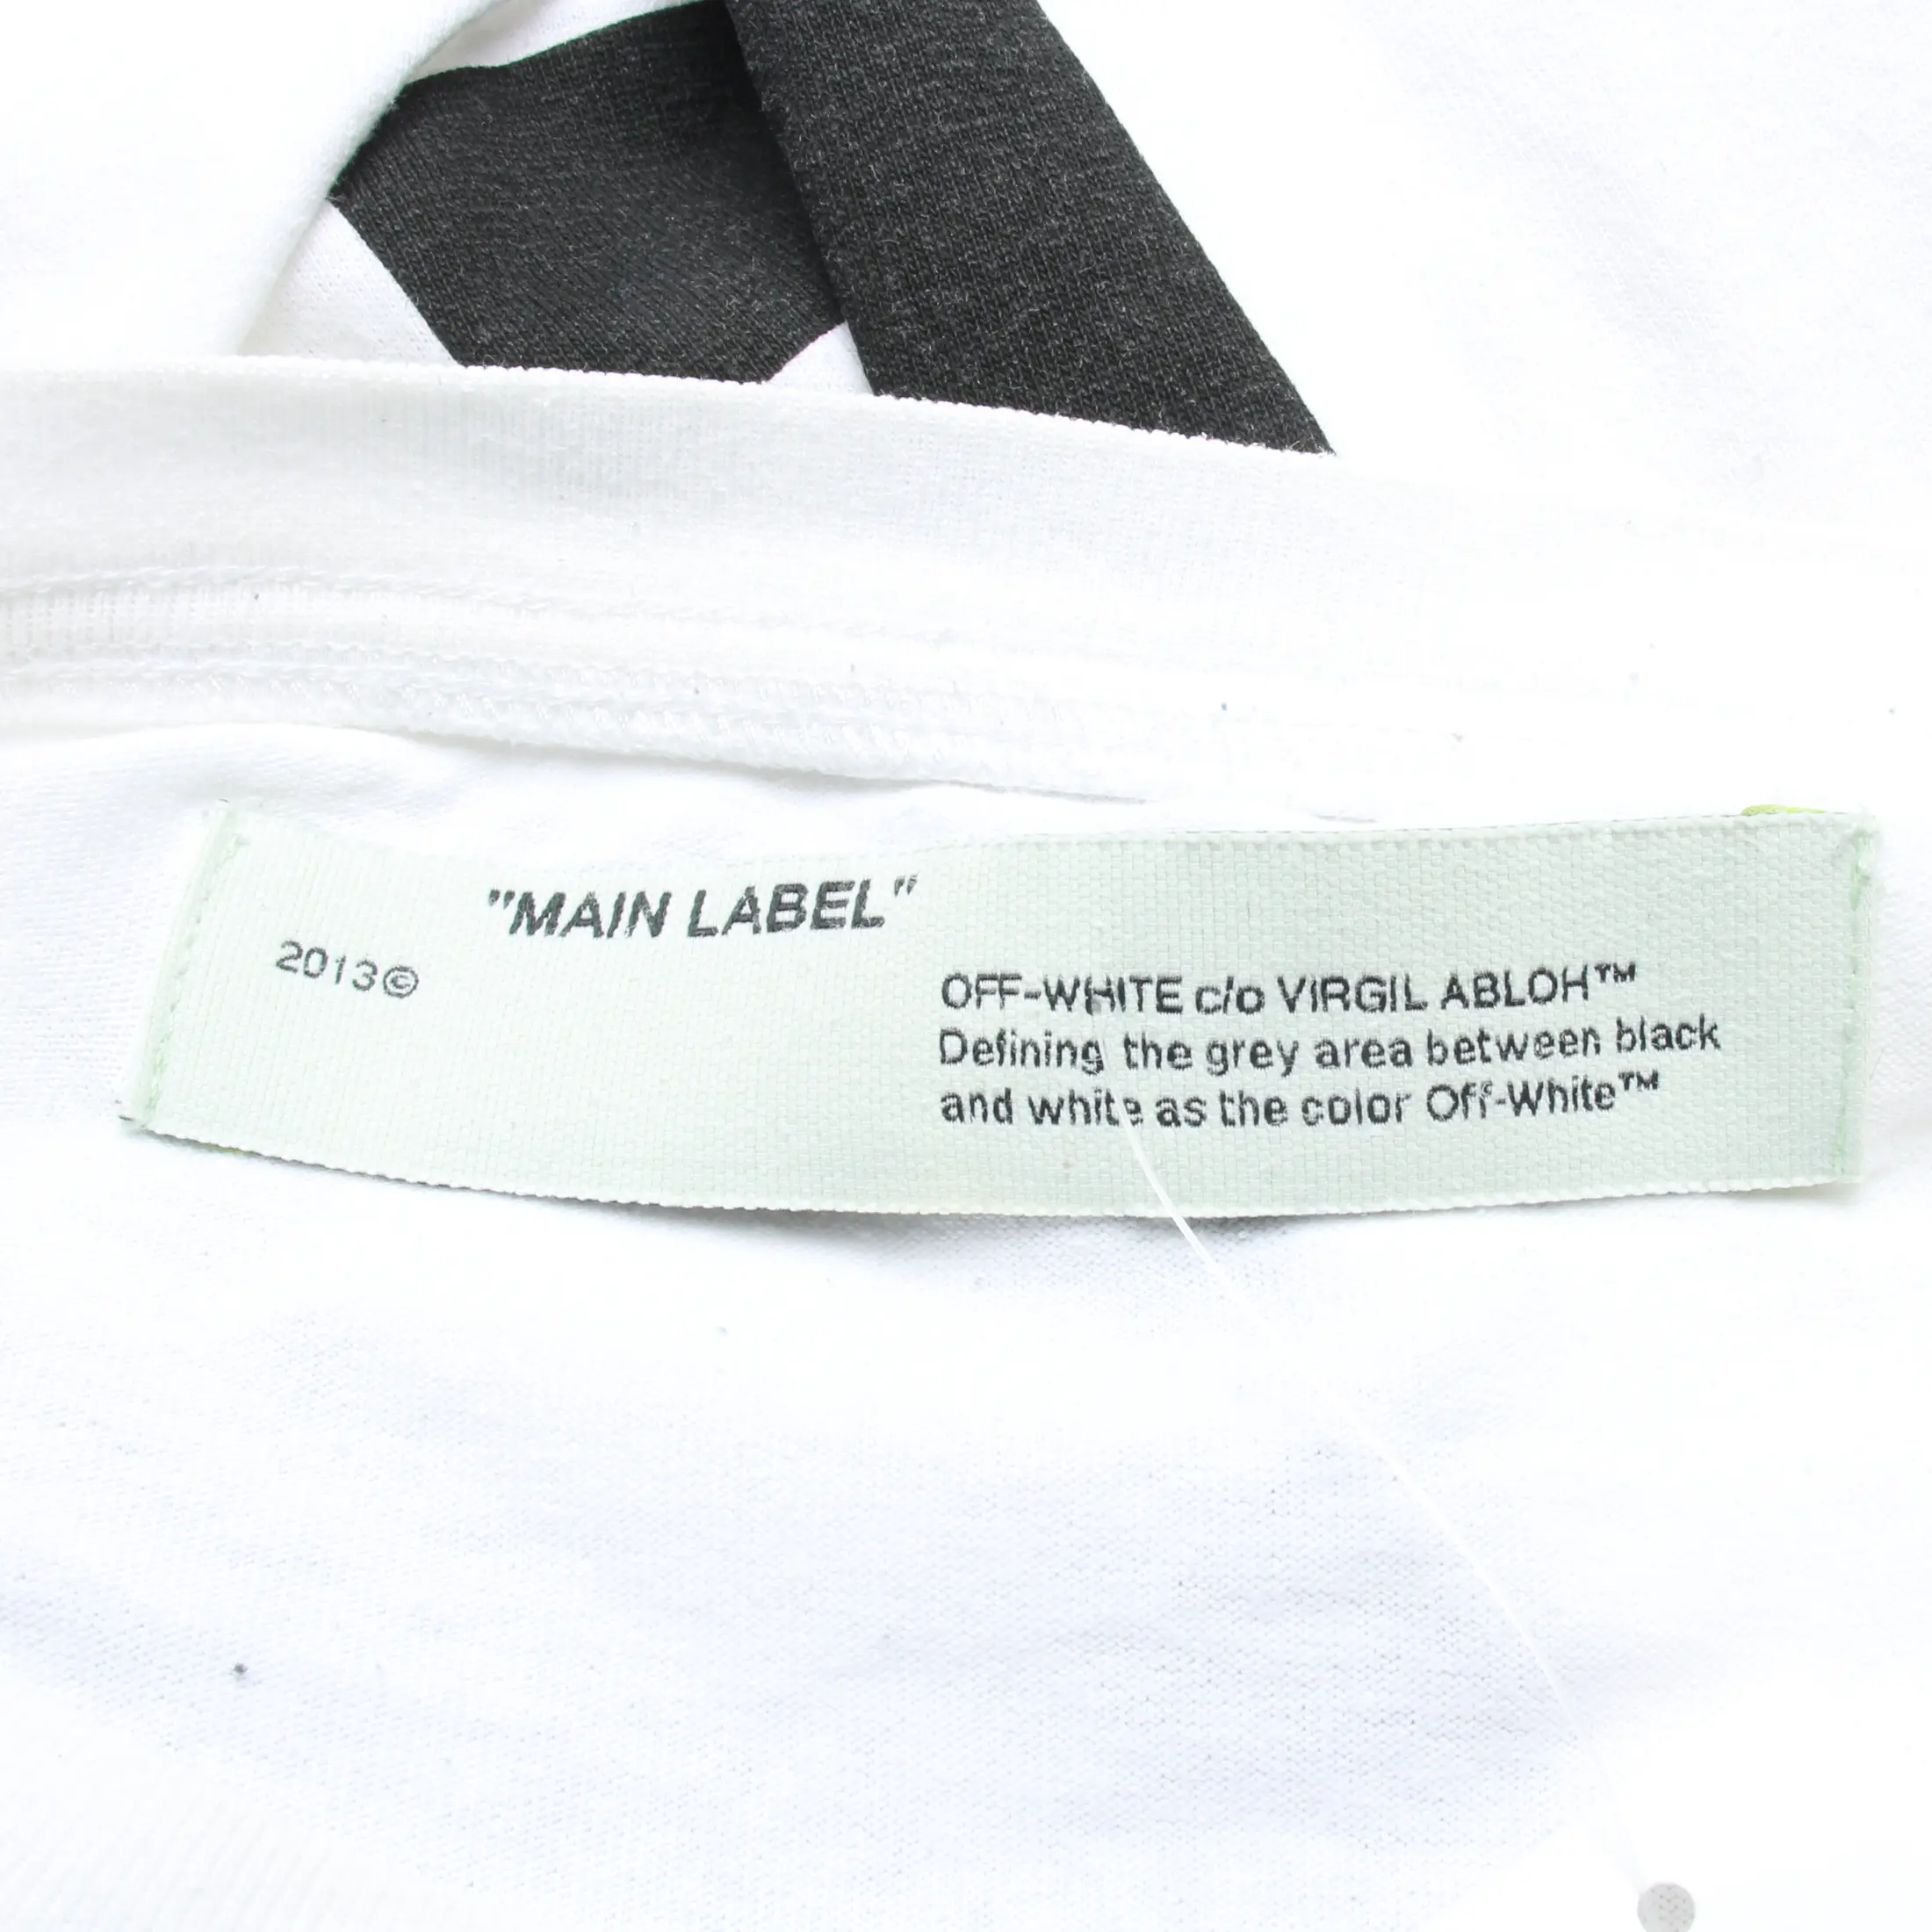 "MAIN LABEL"
2013©
OFF-WHITE c/o VIRGIL ABLOH™
Defining the grey area between black
and white as the color Off-White™